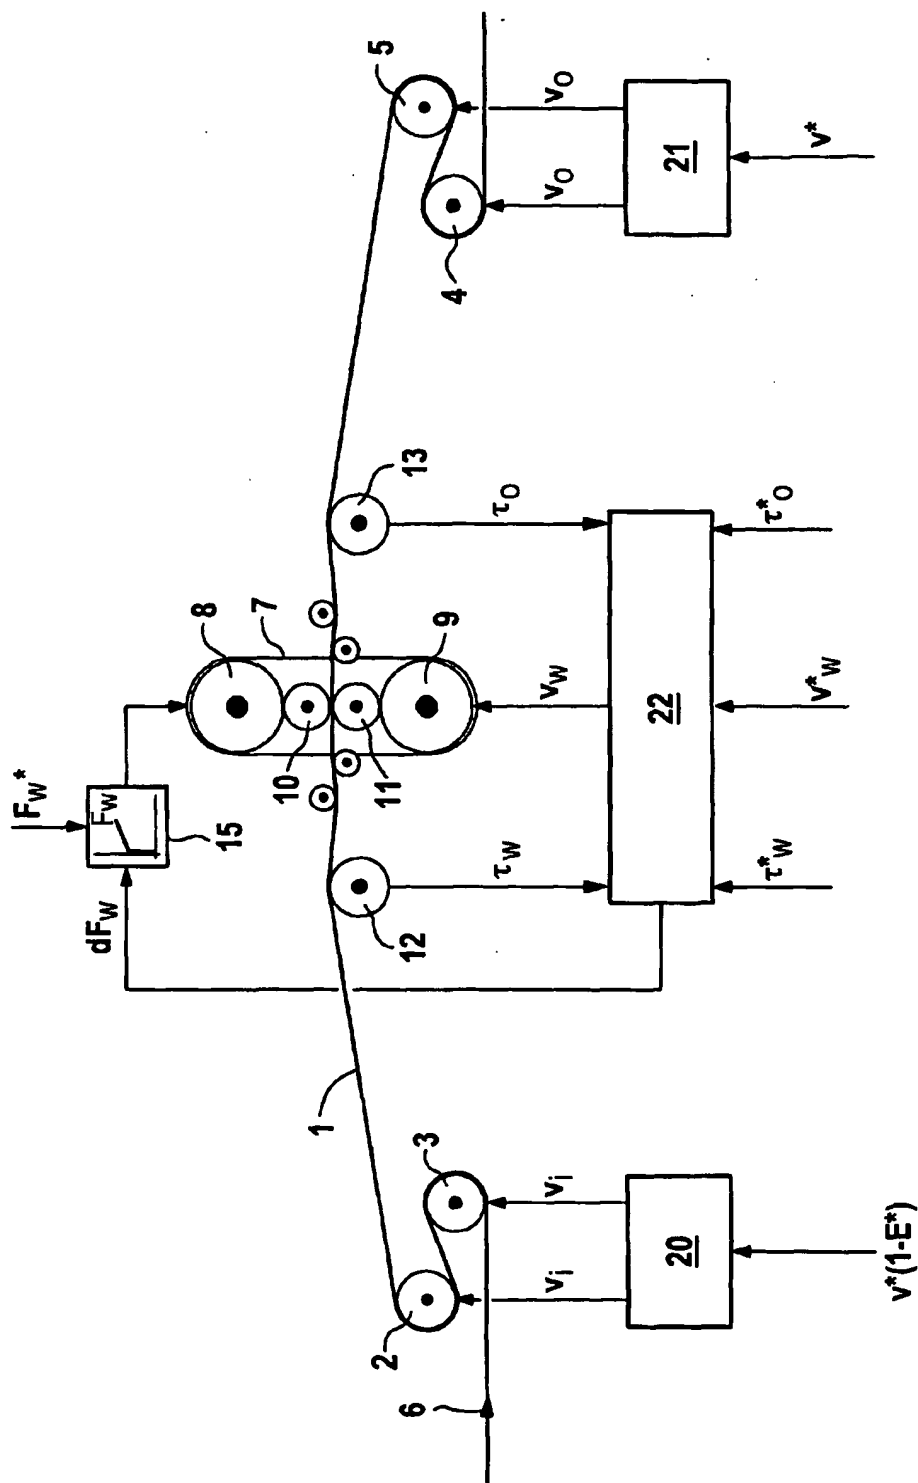 F_W*
dF_W
F_W
15
8
7
10
11
9
12
13
5
4
1
2
3
6
τ_W
v_W
τ_O
v_i
v_i
v_O
v_O
20
22
21
τ*_W
v*_W
τ*_O
v*
v*(1-E*)